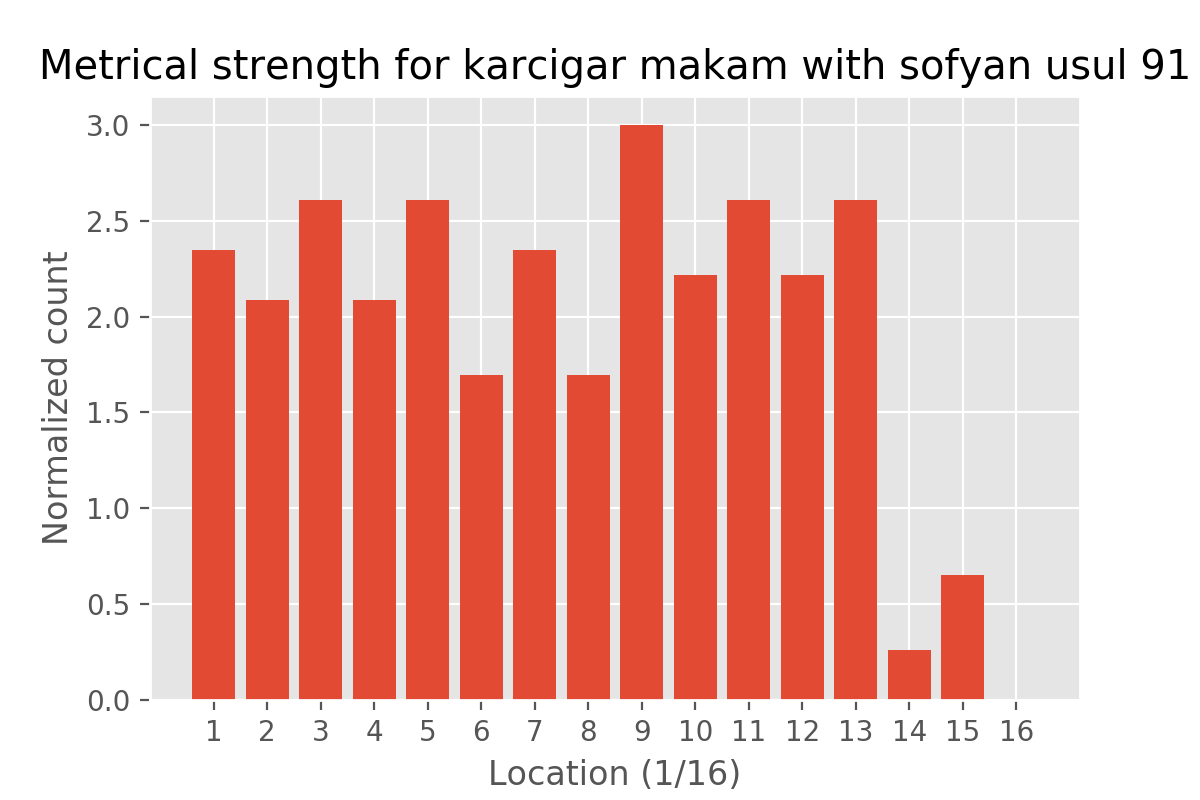 Metrical strength for karcigar makam with sofyan usul 91
3.0
2.5
2.0
1.5
1.0
0.5
0.0
Normalized count
1 2 3 4 5 6 7 8 9 10 11 12 13 14 15 16
Location (1/16)